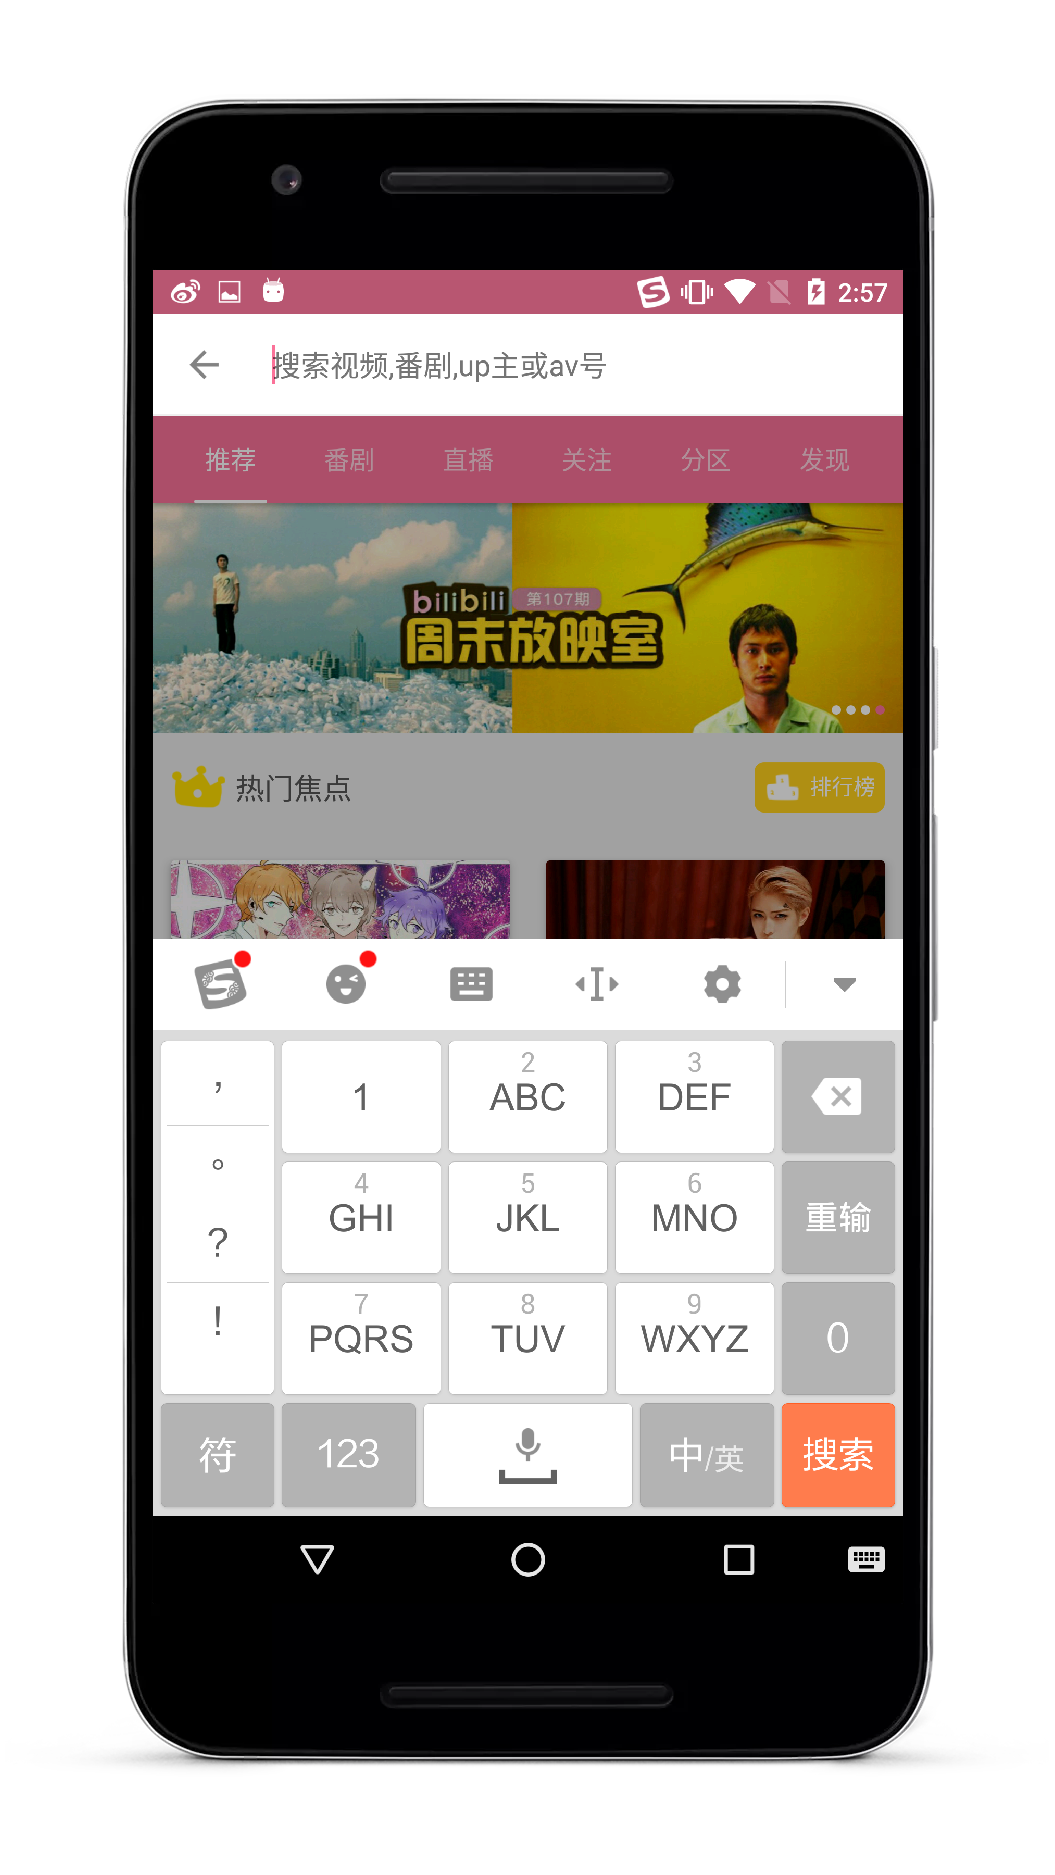 2:57
搜索视频,番剧,up主或av号
推荐 番剧 直播 关注 分区 发现
bilibili 第107期
周末放映室
热门焦点 排行榜
，
。
?
!
1
2
ABC
3
DEF
4
GHI
5
JKL
6
MNO
重输
7
PQRS
8
TUV
9
WXYZ
0
符 123 中/英 搜索